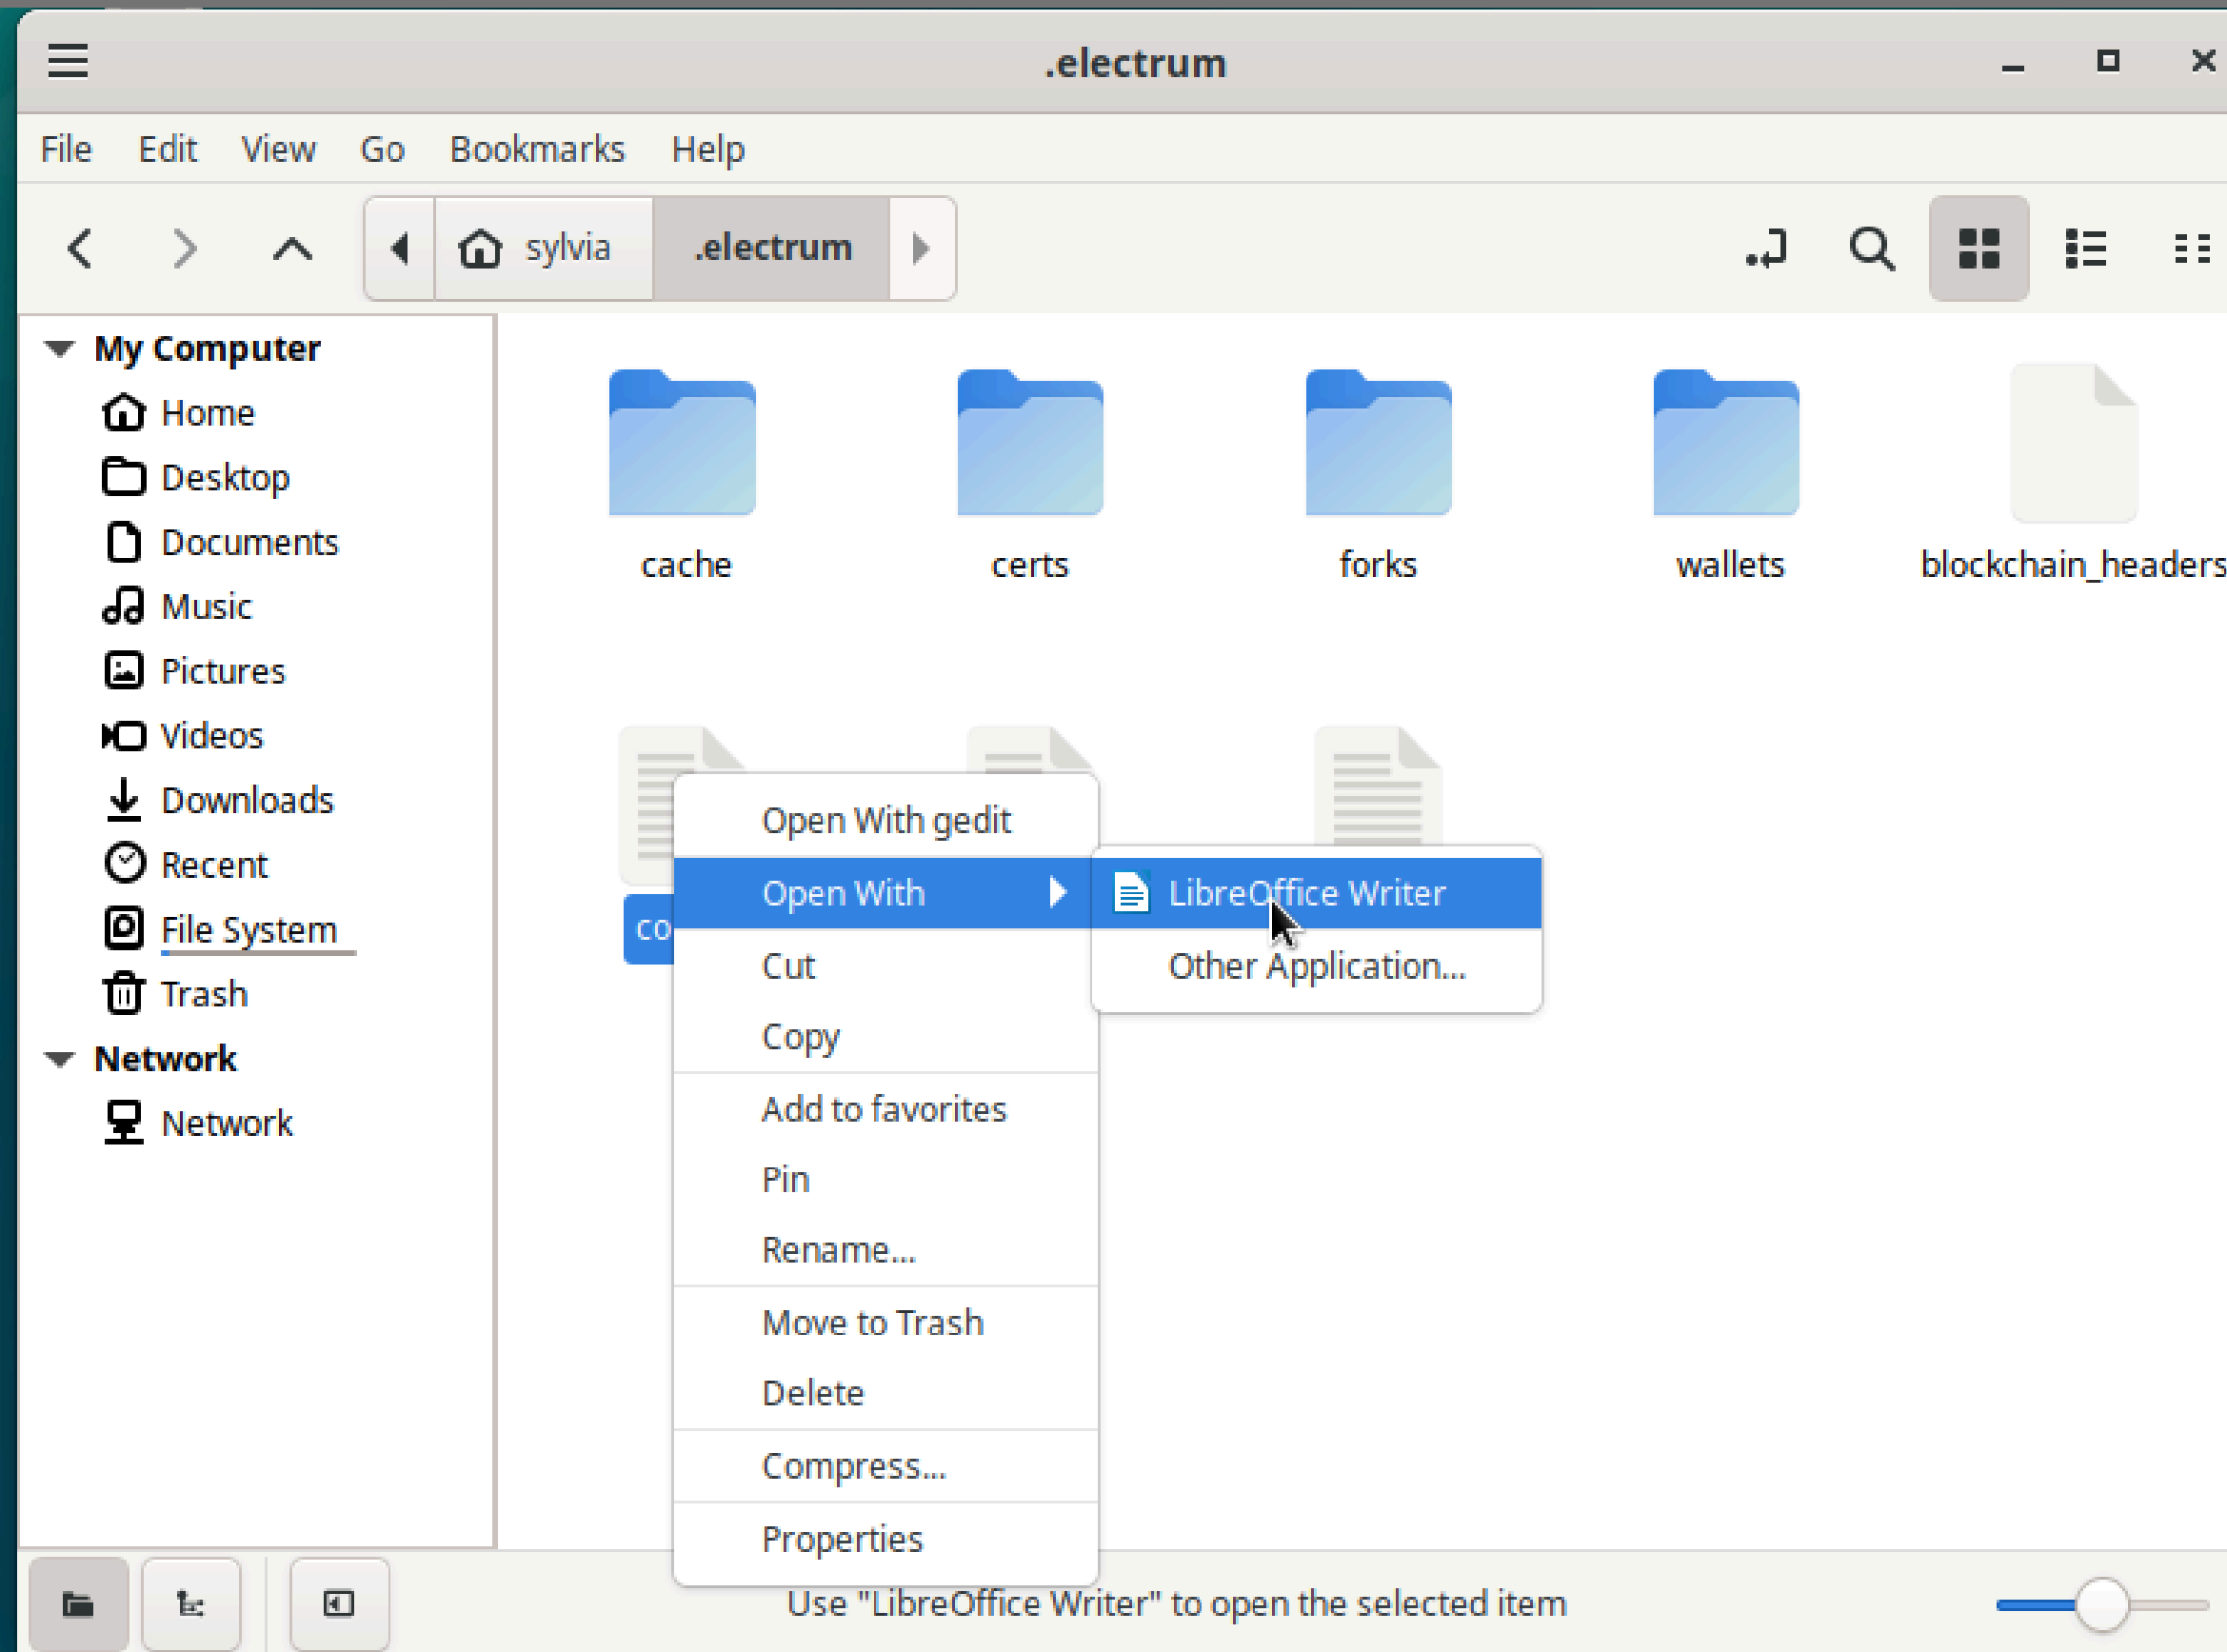 .electrum
File Edit View Go Bookmarks Help
sylvia .electrum
My Computer
Home
Desktop
Documents
Music
Pictures
Videos
Downloads
Recent
File System
Trash
Network
Network
cache certs forks wallets blockchain_headers
co
Open With gedit
Open With
Cut
Copy
Add to favorites
Pin
Rename...
Move to Trash
Delete
Compress...
Properties
LibreOffice Writer
Other Application...
Use "LibreOffice Writer" to open the selected item